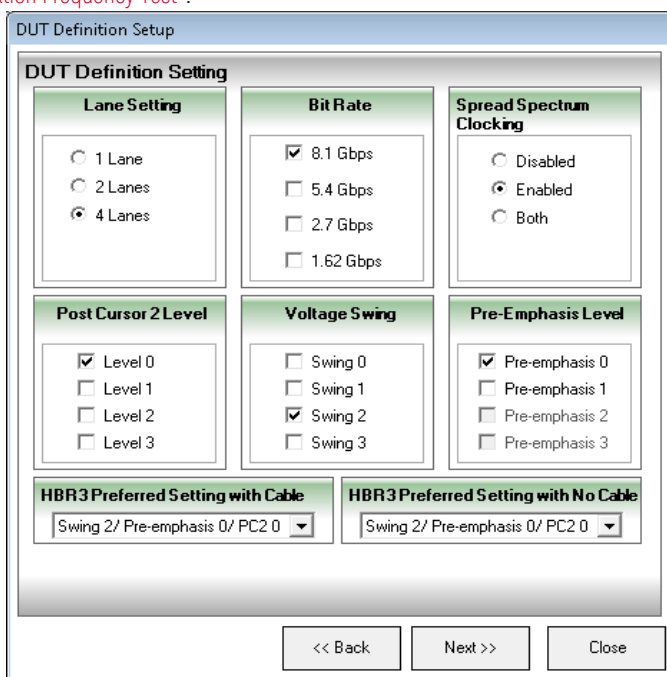 ation Frequency Test".
DUT Definition Setup
DUT Definition Setting
Lane Setting
1 Lane
2 Lanes
4 Lanes
Bit Rate
8.1 Gbps
5.4 Gbps
2.7 Gbps
1.62 Gbps
Spread Spectrum
Clocking
Disabled
Enabled
Both
Post Cursor 2 Level
Level 0
Level 1
Level 2
Level 3
Voltage Swing
Swing 0
Swing 1
Swing 2
Swing 3
Pre-Emphasis Level
Pre-emphasis 0
Pre-emphasis 1
Pre-emphasis 2
Pre-emphasis 3
HBR3 Preferred Setting with Cable
Swing 2/ Pre-emphasis 0/ PC2 0
HBR3 Preferred Setting with No Cable
Swing 2/ Pre-emphasis 0/ PC2 0
<< Back
Next >>
Close